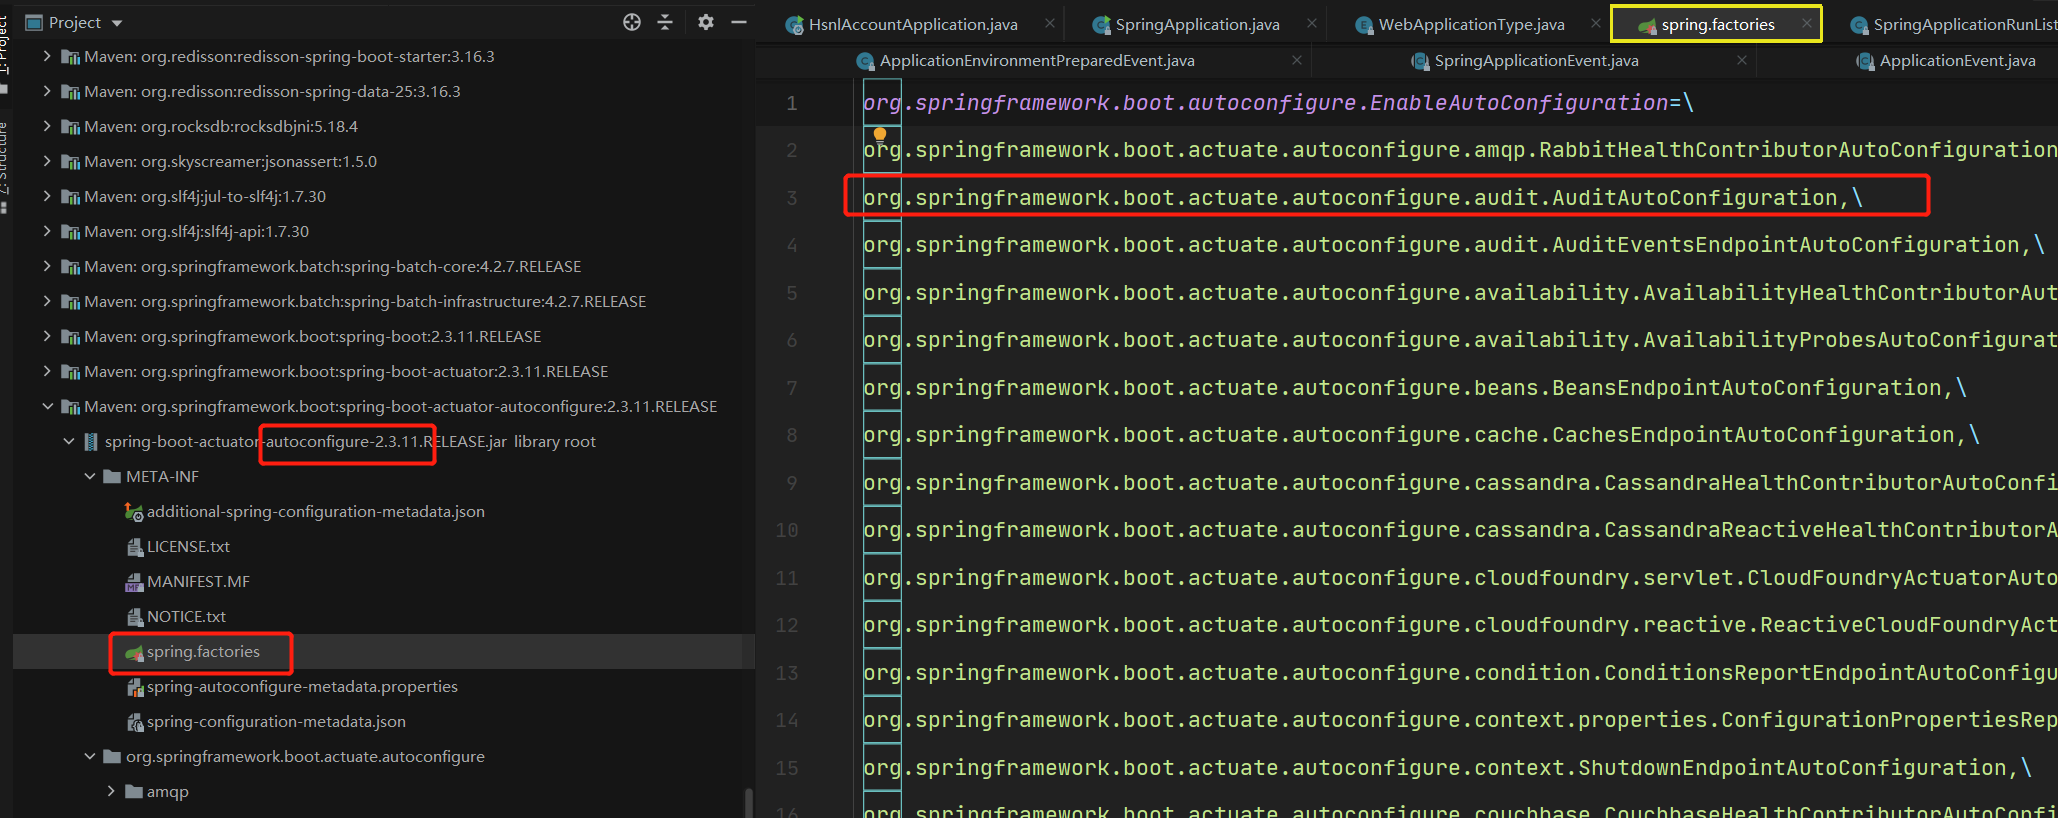 Project
1: Project
7: Structure
Maven: org.redisson:redisson-spring-boot-starter:3.16.3
Maven: org.redisson:redisson-spring-data-25:3.16.3
Maven: org.rocksdb:rocksdbjni:5.18.4
Maven: org.skyscreamer:jsonassert:1.5.0
Maven: org.slf4j:jul-to-slf4j:1.7.30
Maven: org.slf4j:slf4j-api:1.7.30
Maven: org.springframework.batch:spring-batch-core:4.2.7.RELEASE
Maven: org.springframework.batch:spring-batch-infrastructure:4.2.7.RELEASE
Maven: org.springframework.boot:spring-boot:2.3.11.RELEASE
Maven: org.springframework.boot:spring-boot-actuator:2.3.11.RELEASE
Maven: org.springframework.boot:spring-boot-actuator-autoconfigure:2.3.11.RELEASE
spring-boot-actuator-autoconfigure-2.3.11.RELEASE.jar library root
META-INF
additional-spring-configuration-metadata.json
LICENSE.txt
MANIFEST.MF
NOTICE.txt
spring.factories
spring-autoconfigure-metadata.properties
spring-configuration-metadata.json
org.springframework.boot.actuate.autoconfigure
amqp
HsnlAccountApplication.java SpringApplication.java WebApplicationType.java spring.factories SpringApplicationRunList
ApplicationEnvironmentPreparedEvent.java SpringApplicationEvent.java ApplicationEvent.java
1 org.springframework.boot.autoconfigure.EnableAutoConfiguration=\
2 org.springframework.boot.actuate.autoconfigure.amqp.RabbitHealthContributorAutoConfiguration
3 org.springframework.boot.actuate.autoconfigure.audit.AuditAutoConfiguration,\
4 org.springframework.boot.actuate.autoconfigure.audit.AuditEventsEndpointAutoConfiguration,\
5 org.springframework.boot.actuate.autoconfigure.availability.AvailabilityHealthContributorAut
6 org.springframework.boot.actuate.autoconfigure.availability.AvailabilityProbesAutoConfigurat
7 org.springframework.boot.actuate.autoconfigure.beans.BeansEndpointAutoConfiguration,\
8 org.springframework.boot.actuate.autoconfigure.cache.CachesEndpointAutoConfiguration,\
9 org.springframework.boot.actuate.autoconfigure.cassandra.CassandraHealthContributorAutoConfi
10 org.springframework.boot.actuate.autoconfigure.cassandra.CassandraReactiveHealthContributorA
11 org.springframework.boot.actuate.autoconfigure.cloudfoundry.servlet.CloudFoundryActuatorAuto
12 org.springframework.boot.actuate.autoconfigure.cloudfoundry.reactive.ReactiveCloudFoundryAct
13 org.springframework.boot.actuate.autoconfigure.condition.ConditionsReportEndpointAutoConfigu
14 org.springframework.boot.actuate.autoconfigure.context.properties.ConfigurationPropertiesRep
15 org.springframework.boot.actuate.autoconfigure.context.ShutdownEndpointAutoConfiguration,\
16 org.springframework.boot.actuate.autoconfigure.couchbase.CouchbaseHealthContributorAutoConfi